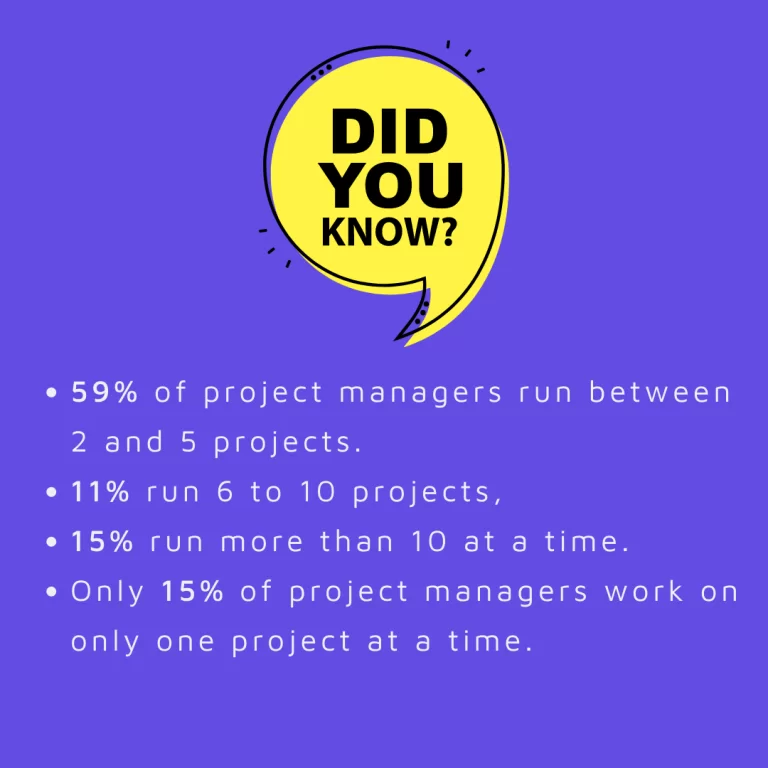 DID
YOU
KNOW?
• 59% of project managers run between
2 and 5 projects.
• 11% run 6 to 10 projects,
• 15% run more than 10 at a time.
• Only 15% of project managers work on
only one project at a time.